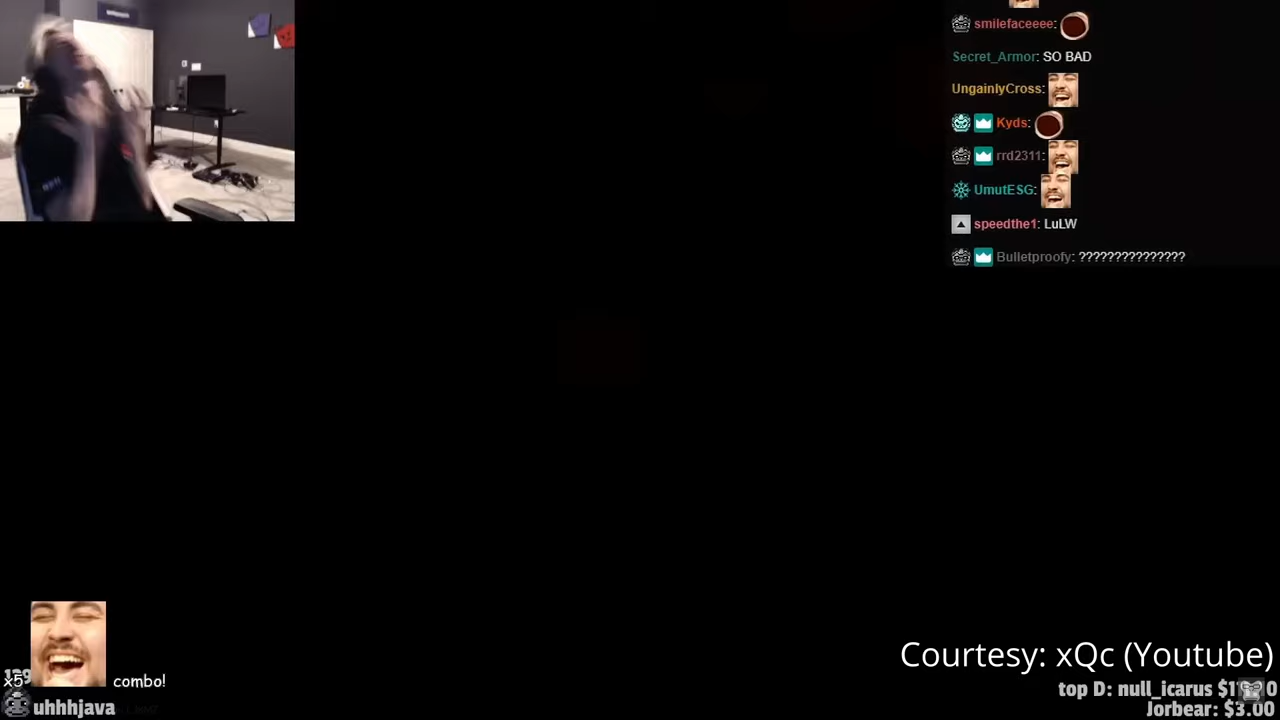 smilefaceeee:
Secret_Armor: SO BAD
UngainlyCross:
Kyds:
rrd2311:
UmutESG:
speedthe1: LuLW
Bulletproofy: ???????????????
x5 combo!
uhhhjava
Courtesy: xQc (Youtube)
top D: null_icarus
Jorbear: $3.00